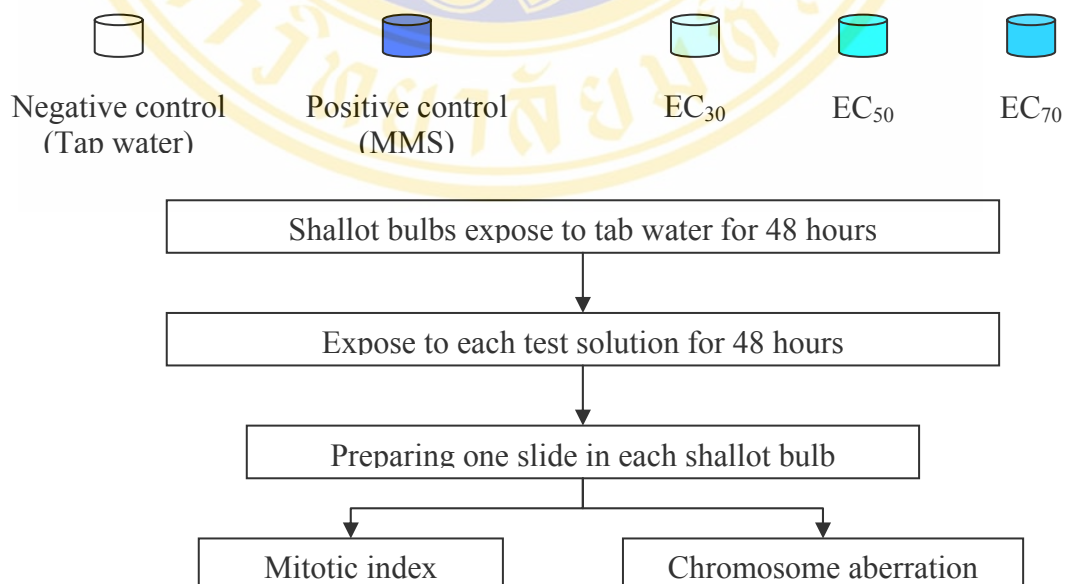 Negative control
(Tap water)
Positive control
(MMS)
EC30
EC50
EC70
Shallot bulbs expose to tab water for 48 hours
Expose to each test solution for 48 hours
Preparing one slide in each shallot bulb
Mitotic index
Chromosome aberration